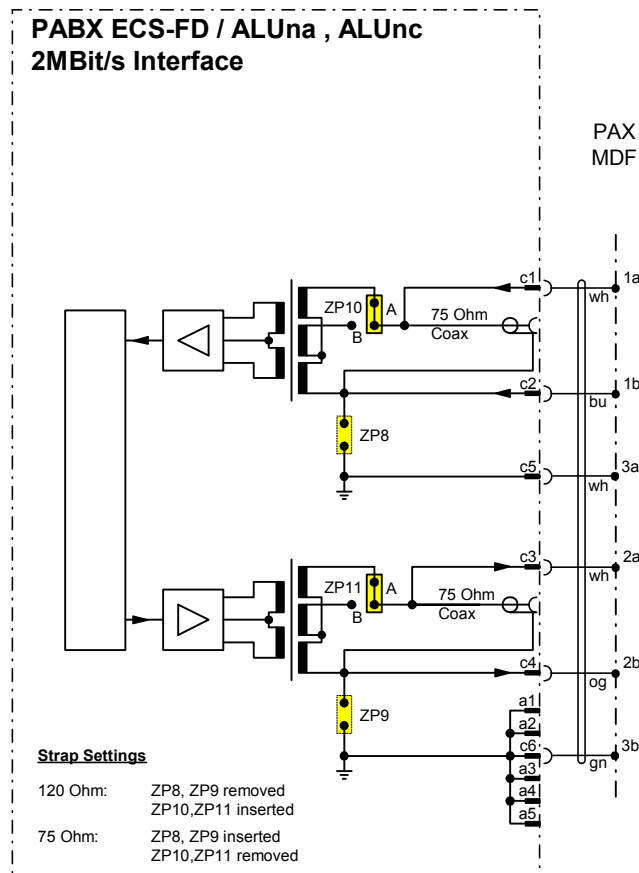 PABX ECS-FD / ALUna , ALUnc
2MBit/s Interface
PAX
MDF
c1
1a
ZP10
A
wh
75 Ohm
B
Coax
c2
1b
bu
ZP8
c5
3a
wh
c3
2a
ZP11
A
wh
75 Ohm
B
Coax
c4
2b
og
a1
ZP9
a2
c6
3b
gn
a3
a4
a5
Strap Settings
120 Ohm: ZP8, ZP9 removed
ZP10,ZP11 inserted
75 Ohm: ZP8, ZP9 inserted
ZP10,ZP11 removed